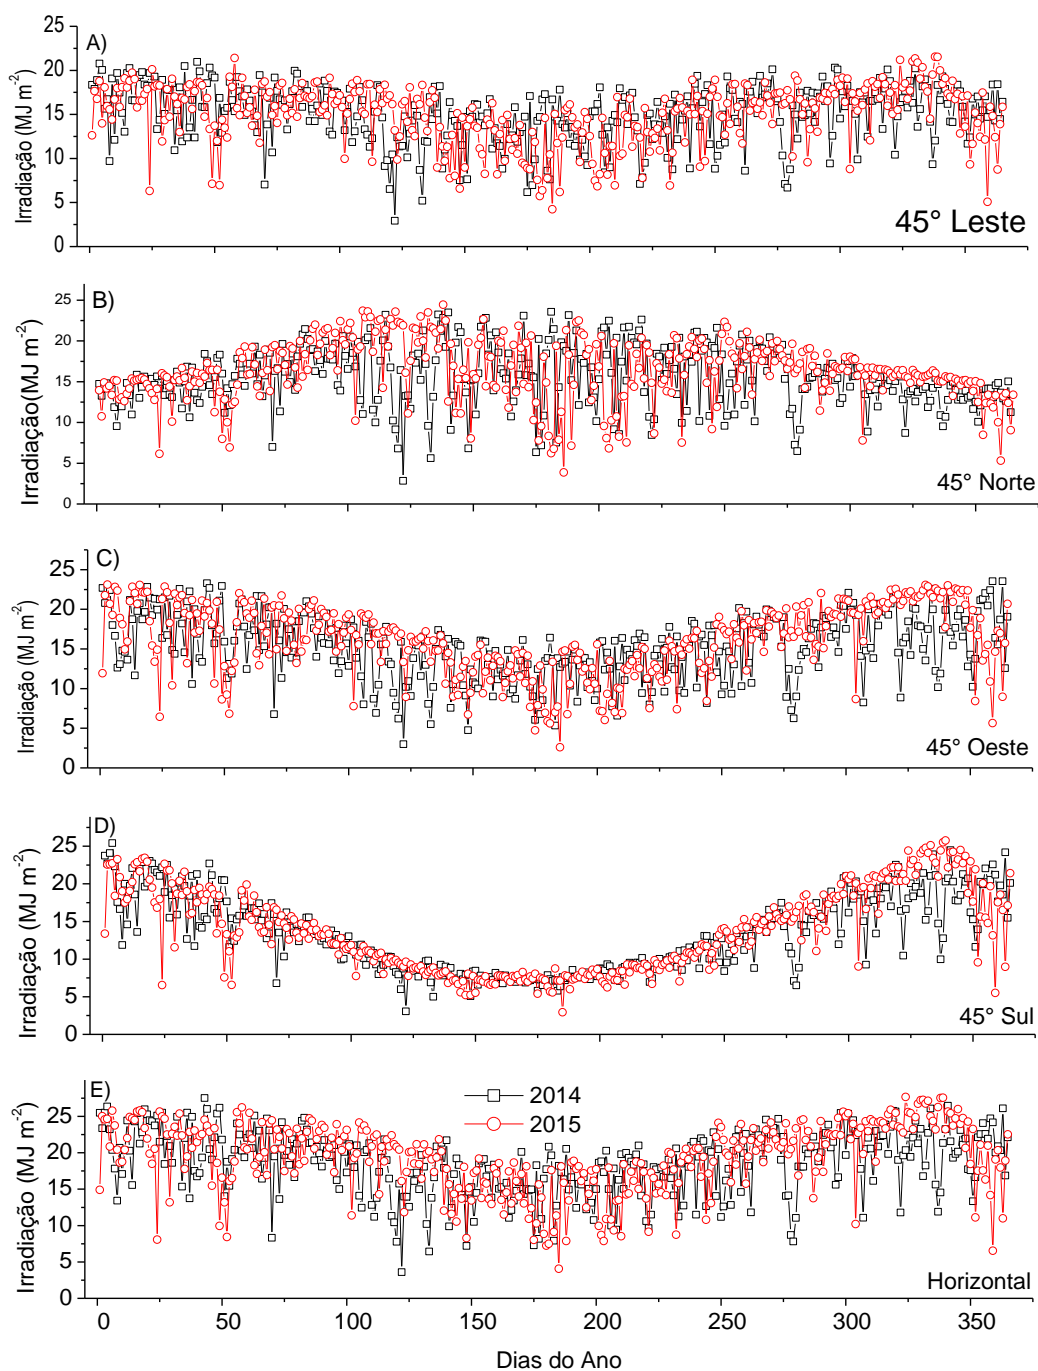 A)
25
20
15
10
5
0
Irradiação (MJ m-2)
45° Leste
B)
25
20
15
10
5
0
Irradiação(MJ m-2)
45° Norte
C)
25
20
15
10
5
0
Irradiação (MJ m-2)
45° Oeste
D)
25
20
15
10
5
0
Irradiação (MJ m-2)
45° Sul
E)
2014
2015
25
20
15
10
5
0
Irradiação (MJ m-2)
Horizontal
0 50 100 150 200 250 300 350
Dias do Ano